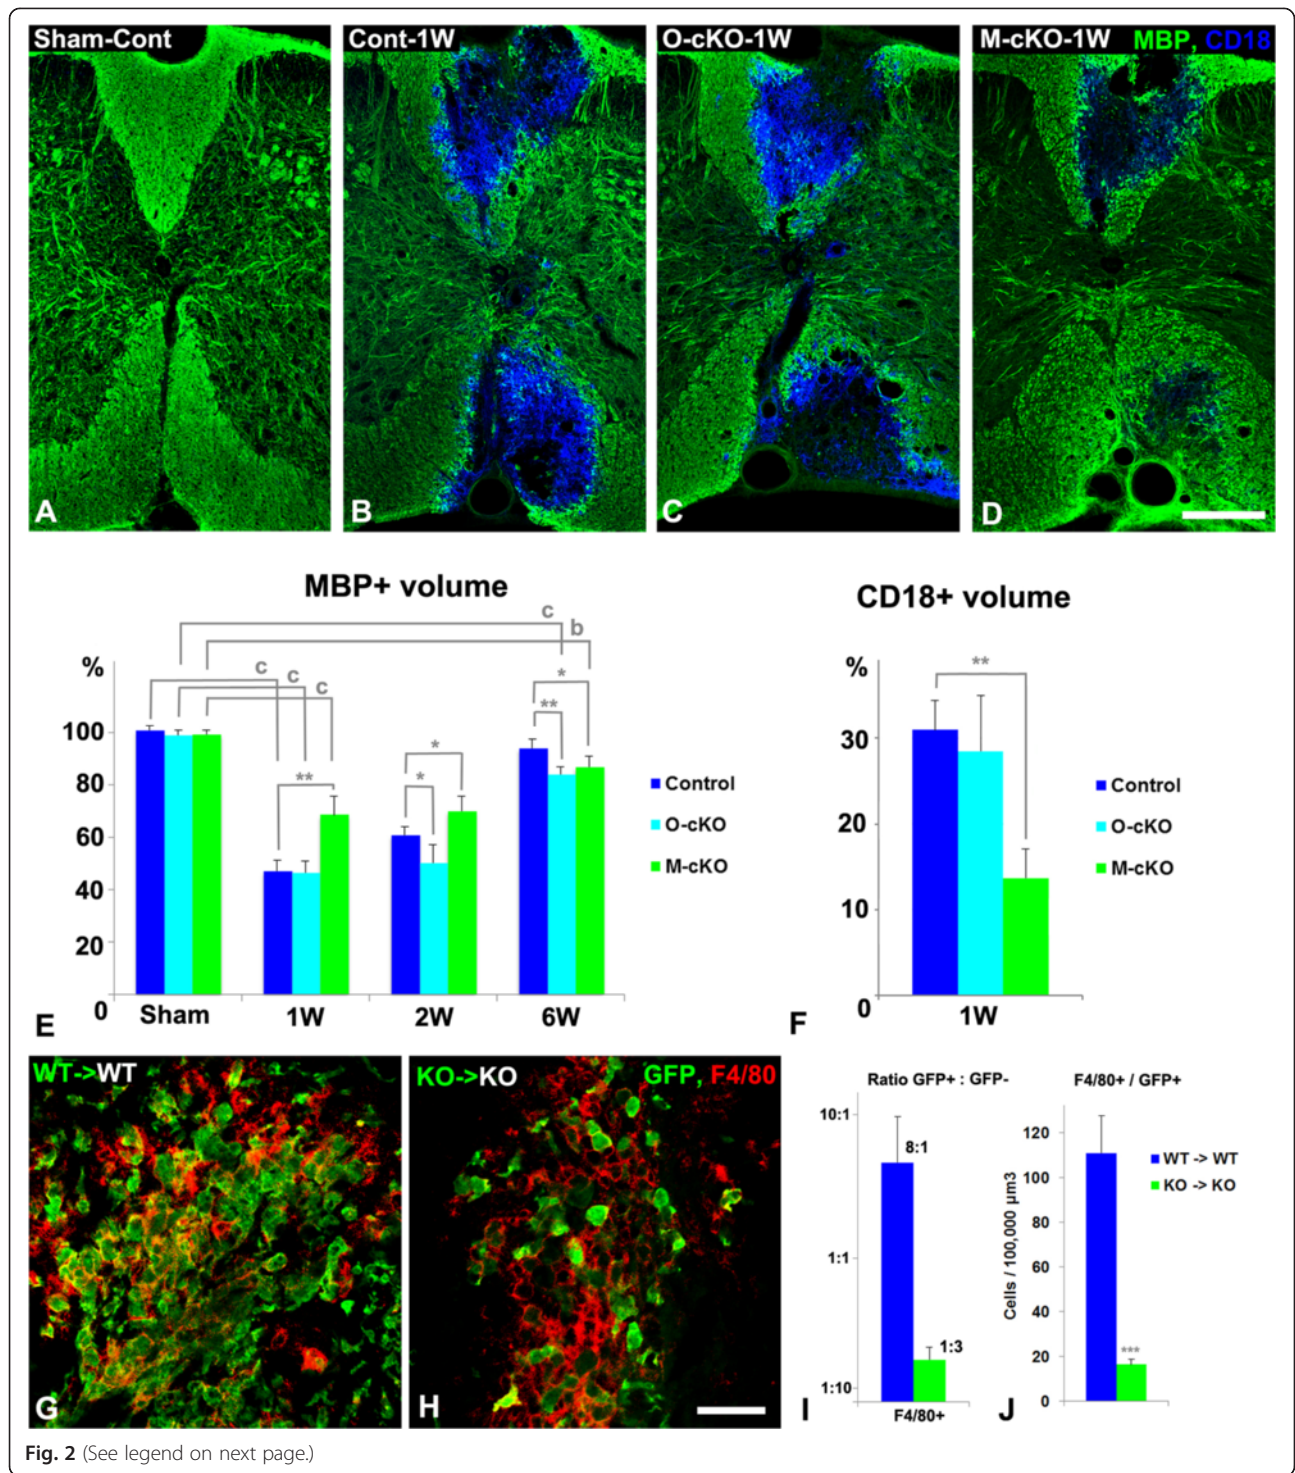 Sham-Cont
Cont-1W
O-cKO-1W
M-cKO-1W
MBP, CD18
A
B
C
D
MBP+ volume
c
b
%
c
c
c
**
*
*
**
*
100
80
60
40
20
0
Sham
1W
2W
6W
Control
O-cKO
M-cKO
E
CD18+ volume
%
**
30
20
10
0
1W
Control
O-cKO
M-cKO
F
WT->WT
G
KO->KO
GFP, F4/80
H
Ratio GFP+ : GFP-
10:1
8:1
1:1
1:3
1:10
F4/80+
I
F4/80+ / GFP+
Cells / 100,000 µm3
120
100
80
60
40
20
0
***
WT -> WT
KO -> KO
J
Fig. 2 (See legend on next page.)